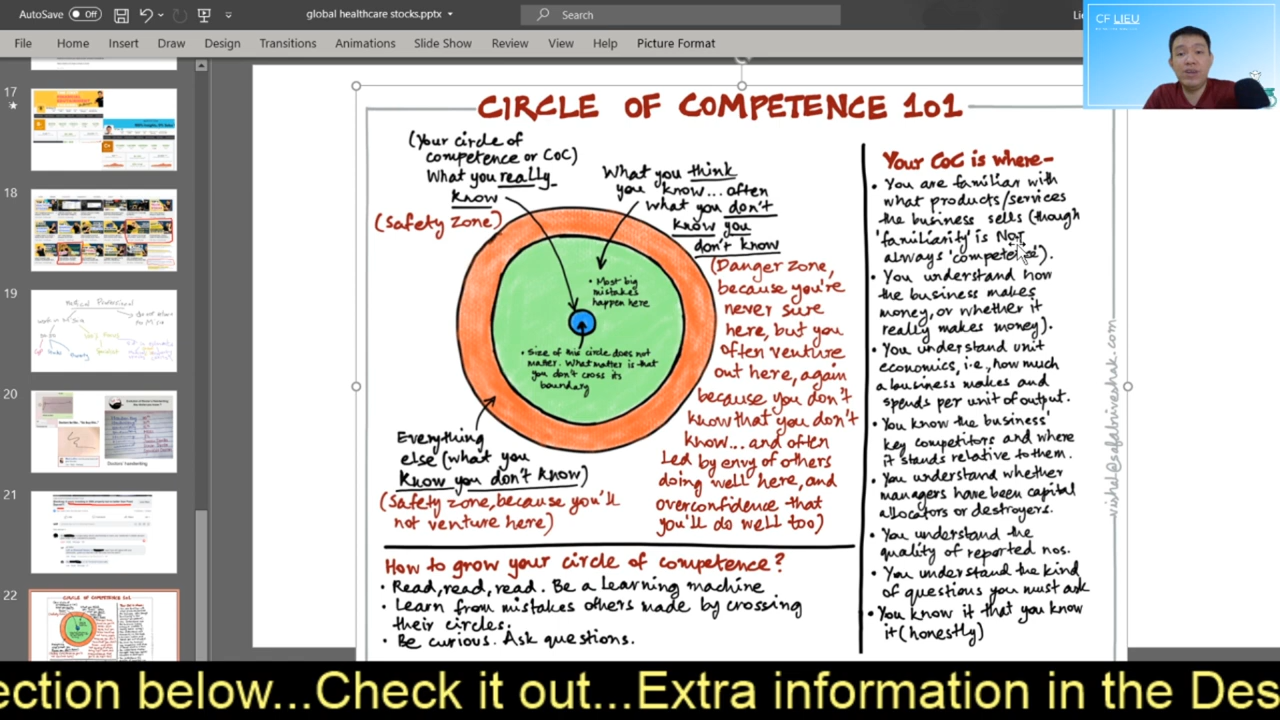 AutoSave
Off
global healthcare stocks.pptx
Search
CF LIEU
File
Home
Insert
Draw
Design
Transitions
Animations
Slide Show
Review
View
Help
Picture Format
17
18
19
20
21
22
CIRCLE OF COMPETENCE 101
(Your circle of
competence or CoC)
What you really
know
(Safety zone)
What you think
you know... often
what you don't
know you
don't know
(Danger zone,
because you're
never sure
here, but you
often venture
out here, again
because you don't
know that you don't
know... and often
Led by envy of others
doing well here, and
overconfidence that
you'll do well too)
• Most big
mistakes
happen here
• Size of this circle does not
matter. What matter is that
you don't cross its
boundary
Everything
else (what you
know you don't know)
(Safety zone, because you'll
not venture here)
How to grow your circle of competence?
• Read, read, read. Be a learning machine
• Learn from mistakes others made by crossing
their circles.
• Be curious. Ask questions.
Your CoC is where-
• You are familiar with
what products/services
the business sells (though
'familiarity' is NOT
always 'competence').
• You understand how
the business makes
money, or whether it
really makes money).
• You understand unit
economics, i.e., how much
a business makes and
spends per unit of output.
• You know the business'
key competitors and where
it stands relative to them.
• You understand whether
managers have been capital
allocators or destroyers.
• You understand the
quality of reported nos.
• You understand the kind
of questions you must ask
• You know it that you know
it (honestly)
vishal@safalniveshak.com
ection below...Check it out...Extra information in the Des